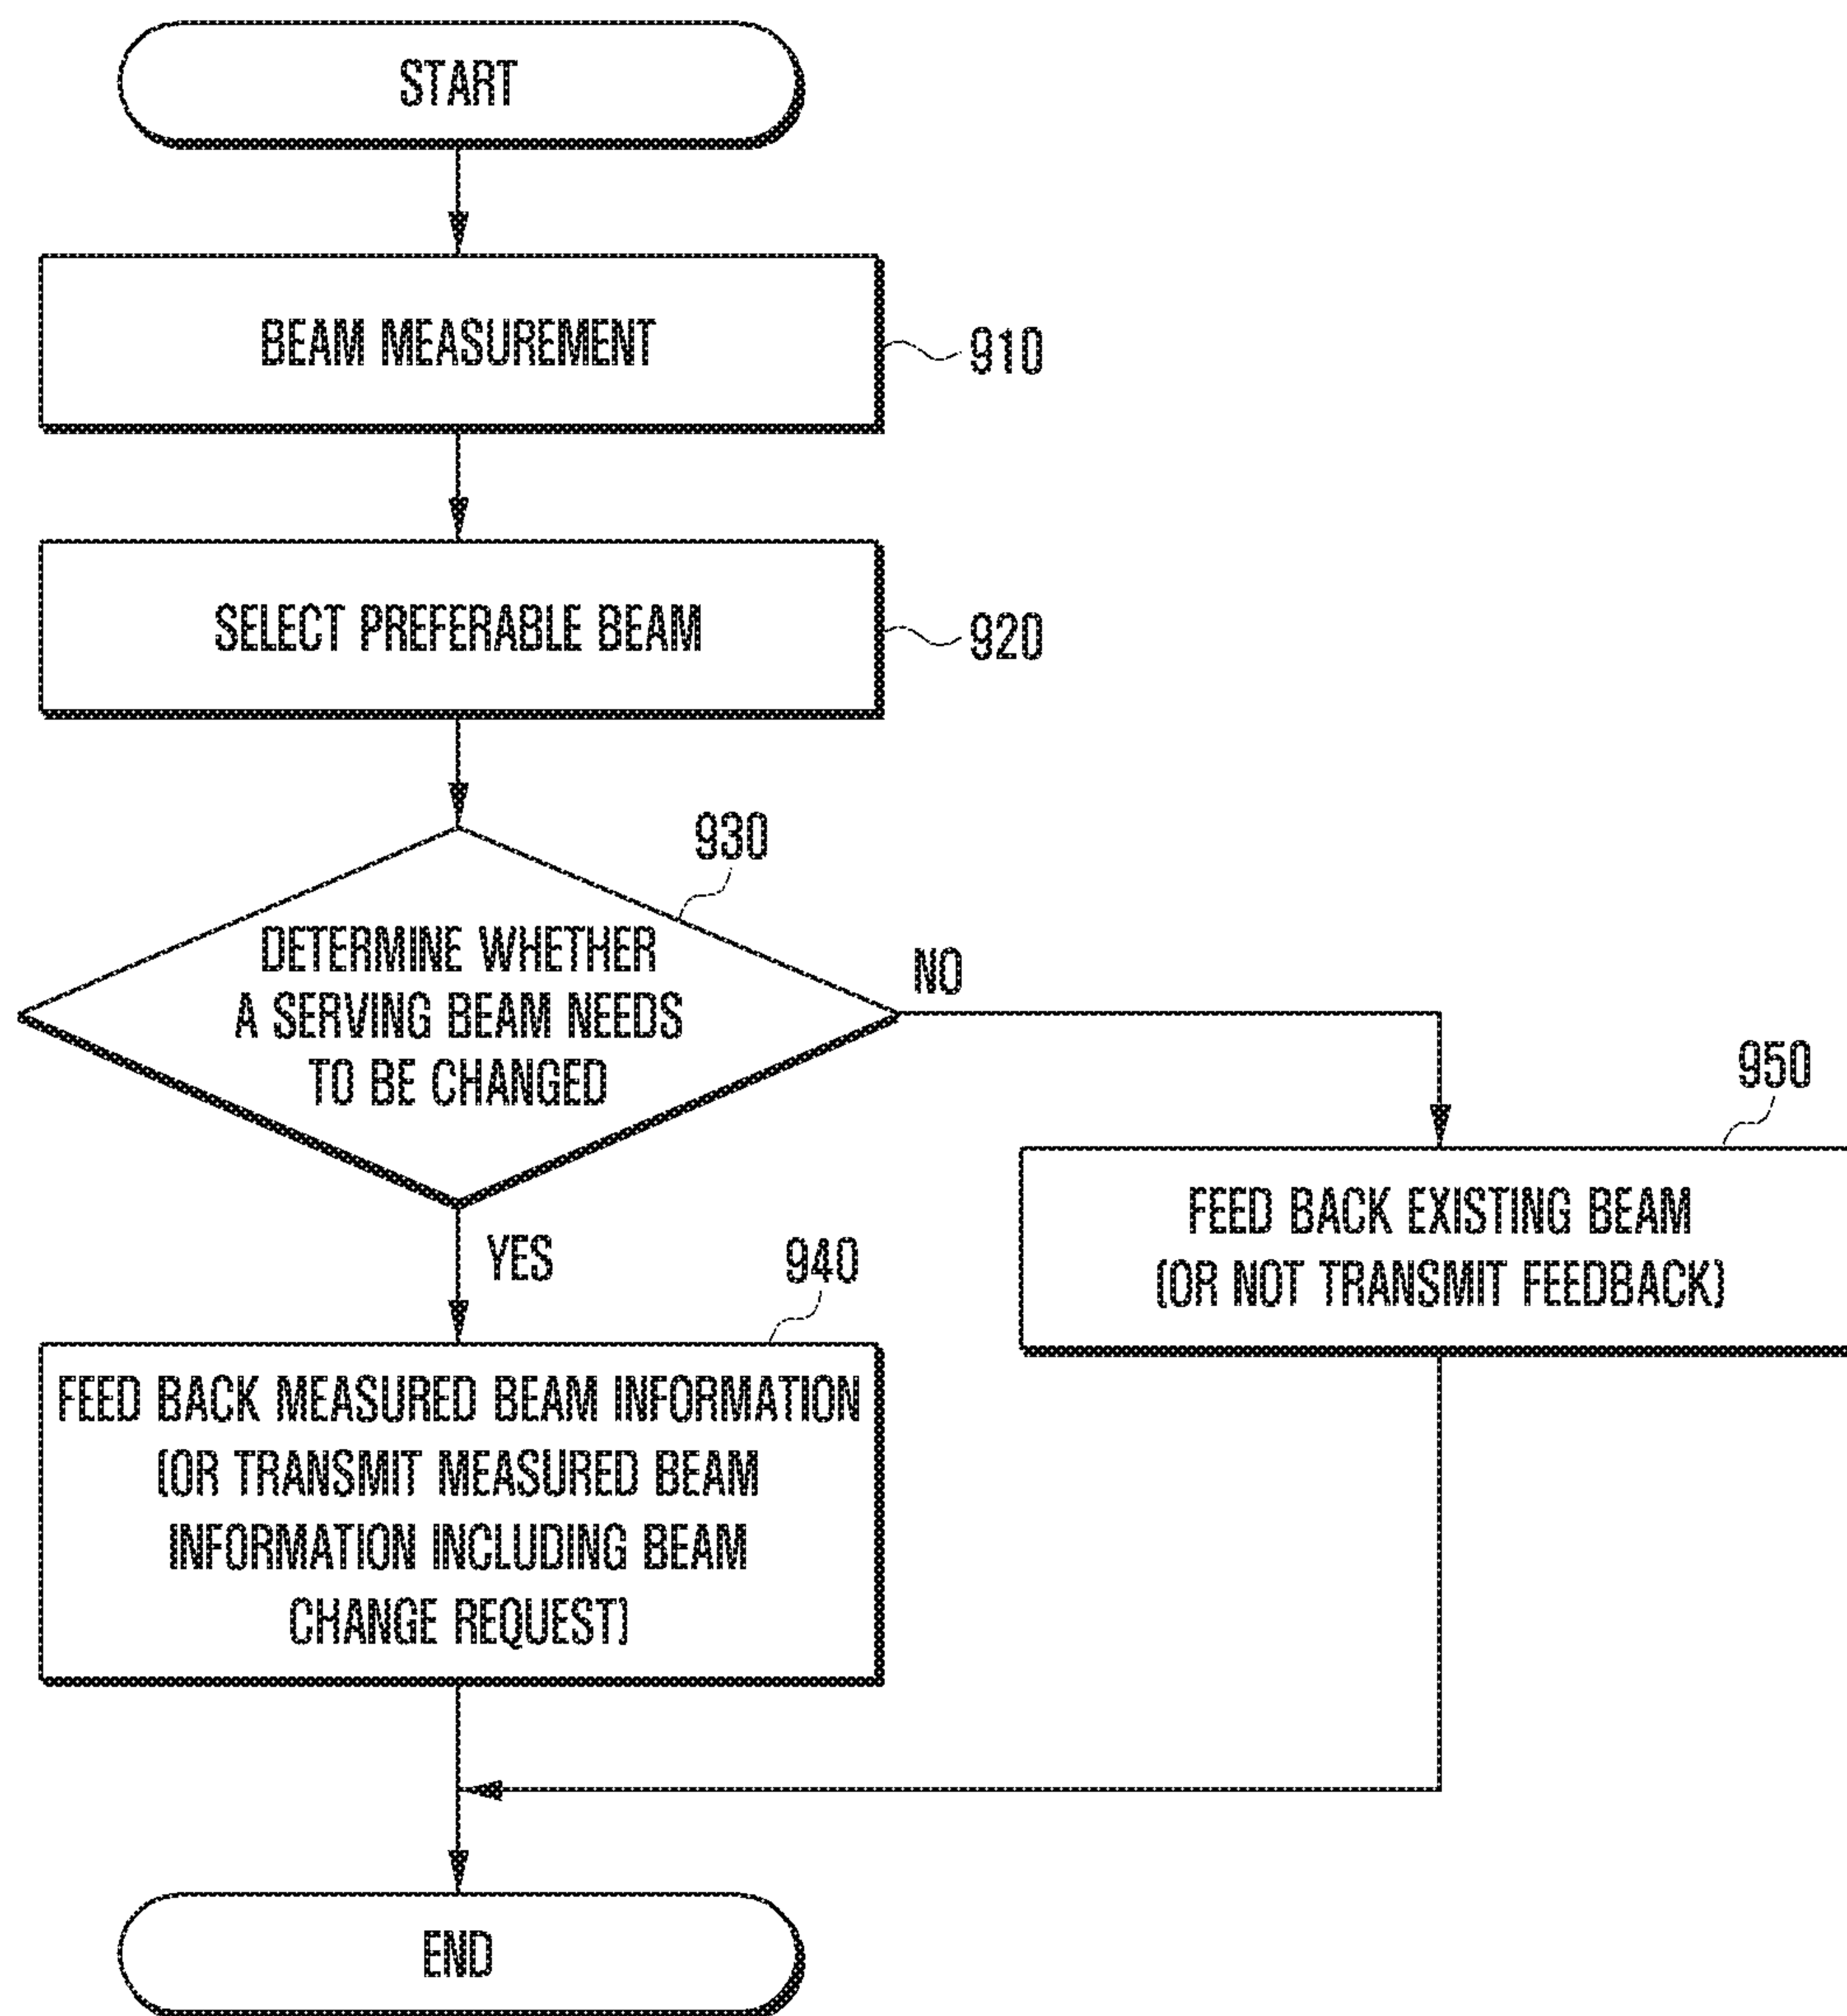 START
BEAM MEASUREMENT
910
SELECT PREFERABLE BEAM
920
930
DETERMINE WHETHER
A SERVING BEAM NEEDS
TO BE CHANGED
NO
YES
950
FEED BACK EXISTING BEAM
(OR NOT TRANSMIT FEEDBACK)
940
FEED BACK MEASURED BEAM INFORMATION
(OR TRANSMIT MEASURED BEAM
INFORMATION INCLUDING BEAM
CHANGE REQUEST)
END